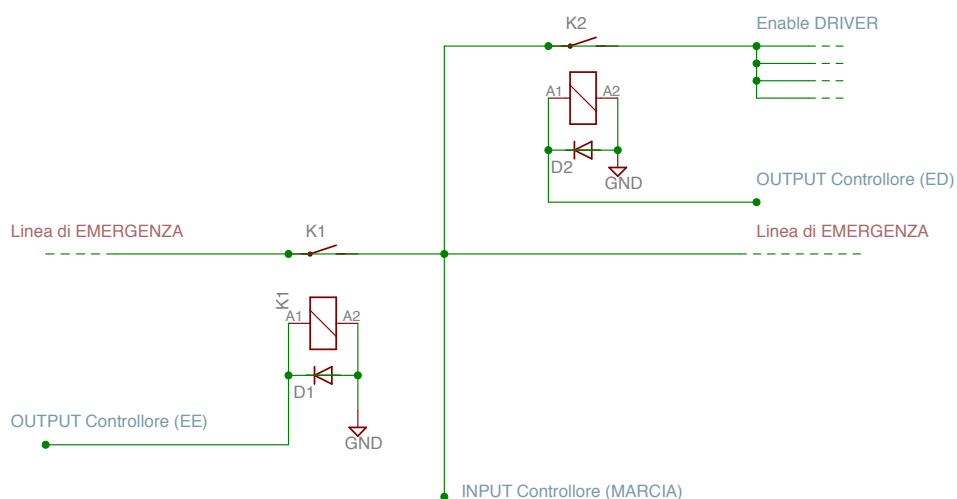 K2
Enable DRIVER
A1 A2
D2
GND
OUTPUT Controllore (ED)
Linea di EMERGENZA
K1
Linea di EMERGENZA
K1
A1 A2
D1
OUTPUT Controllore (EE)
GND
INPUT Controllore (MARCIA)